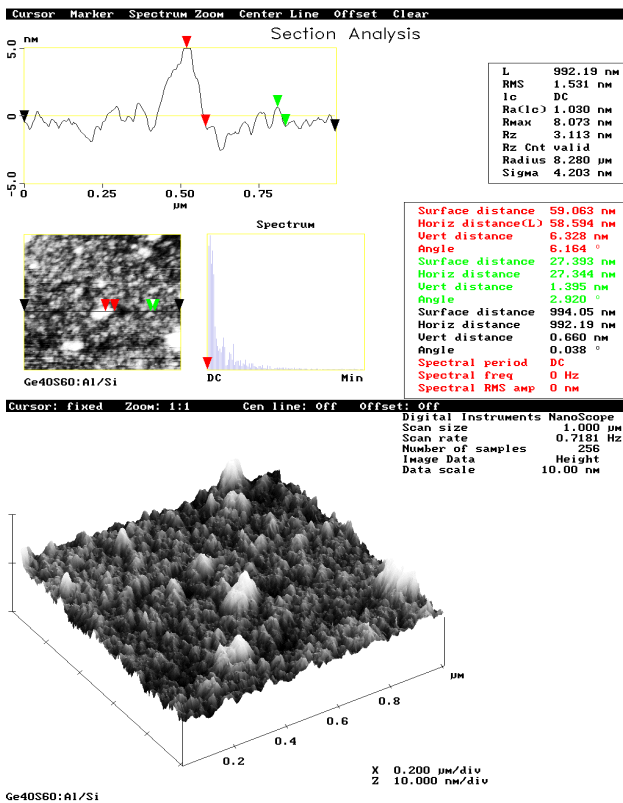 Cursor Marker Spectrum Zoom Center Line Offset Clear
Section Analysis
nM
5.0
0
-5.0
0 0.25 0.50 0.75
µM
L 992.19 nM
RMS 1.531 nM
lc DC
Ra(lc) 1.030 nM
Rmax 8.073 nM
Rz 3.113 nM
Rz Cnt valid
Radius 8.280 µM
Sigma 4.203 nM
Surface distance 59.063 nM
Horiz distance(L) 58.594 nM
Vert distance 6.328 nM
Angle 6.164 °
Surface distance 27.393 nM
Horiz distance 27.344 nM
Vert distance 1.395 nM
Angle 2.920 °
Surface distance 994.05 nM
Horiz distance 992.19 nM
Vert distance 0.660 nM
Angle 0.038 °
Spectral period DC
Spectral freq 0 Hz
Spectral RMS amp 0 nM
Spectrum
DC Min
Ge40S60:Al/Si
Cursor: fixed Zoom: 1:1 Cen line: Off Offset: Off
Digital Instruments NanoScope
Scan size 1.000 µM
Scan rate 0.7181 Hz
Number of samples 256
Image Data Height
Data scale 10.00 nM
µM
0.8
0.6
0.4
0.2
X 0.200 µM/div
Z 10.000 nM/div
Ge40S60:Al/Si